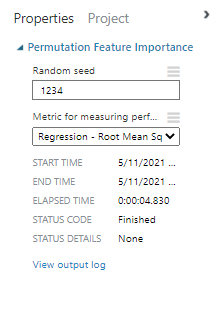 Properties Project
Permutation Feature Importance
Random seed
1234
Metric for measuring perf...
Regression - Root Mean Sq
START TIME 5/11/2021 ...
END TIME 5/11/2021 ...
ELAPSED TIME 0:00:04.830
STATUS CODE Finished
STATUS DETAILS None
View output log